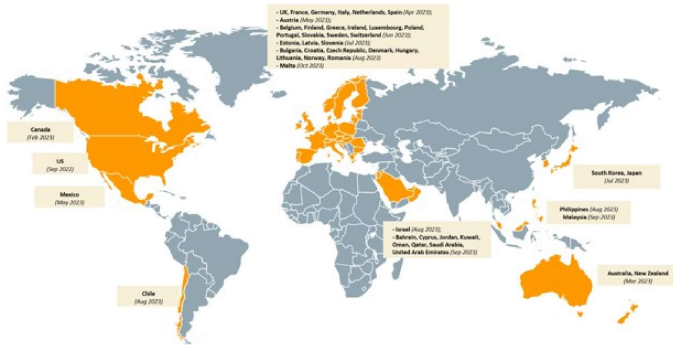 - UK, France, Germany, Italy, Netherlands, Spain (Apr 2023);
- Austria (May 2023);
- Belgium, Finland, Greece, Ireland, Luxembourg, Poland,
Portugal, Slovakia, Sweden, Switzerland (Jun 2023);
- Estonia, Latvia, Slovenia (Jul 2023);
- Bulgaria, Croatia, Czech Republic, Denmark, Hungary,
Lithuania, Norway, Romania (Aug 2023)
- Malta (Oct 2023)
Canada
(Feb 2023)
US
(Sep 2022)
Mexico
(May 2023)
South Korea, Japan
(Jul 2023)
Philippines (Aug 2023)
Malaysia (Sep 2023)
- Israel (Aug 2023);
- Bahrain, Cyprus, Jordan, Kuwait,
Oman, Qatar, Saudi Arabia,
United Arab Emirates (Sep 2023)
Australia, New Zealand
(Mar 2023)
Chile
(Aug 2023)